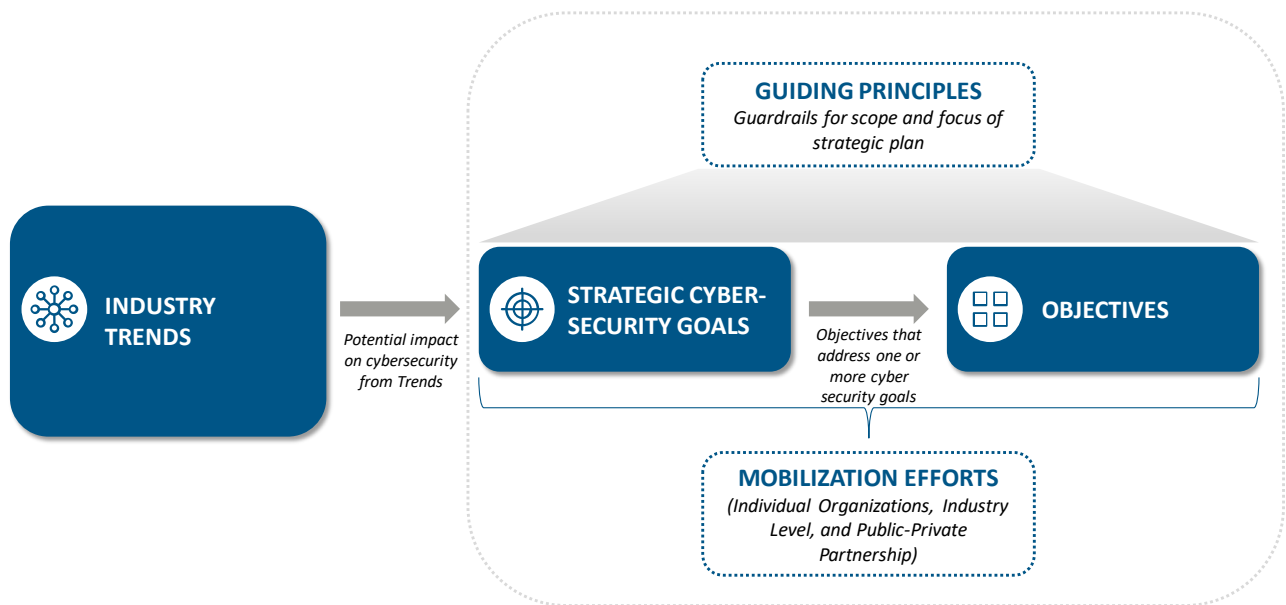 GUIDING PRINCIPLES
Guardrails for scope and focus of
strategic plan
INDUSTRY
TRENDS
Potential impact
on cybersecurity
from Trends
STRATEGIC CYBER-
SECURITY GOALS
Objectives that
address one or
more cyber
security goals
OBJECTIVES
MOBILIZATION EFFORTS
(Individual Organizations, Industry
Level, and Public-Private
Partnership)